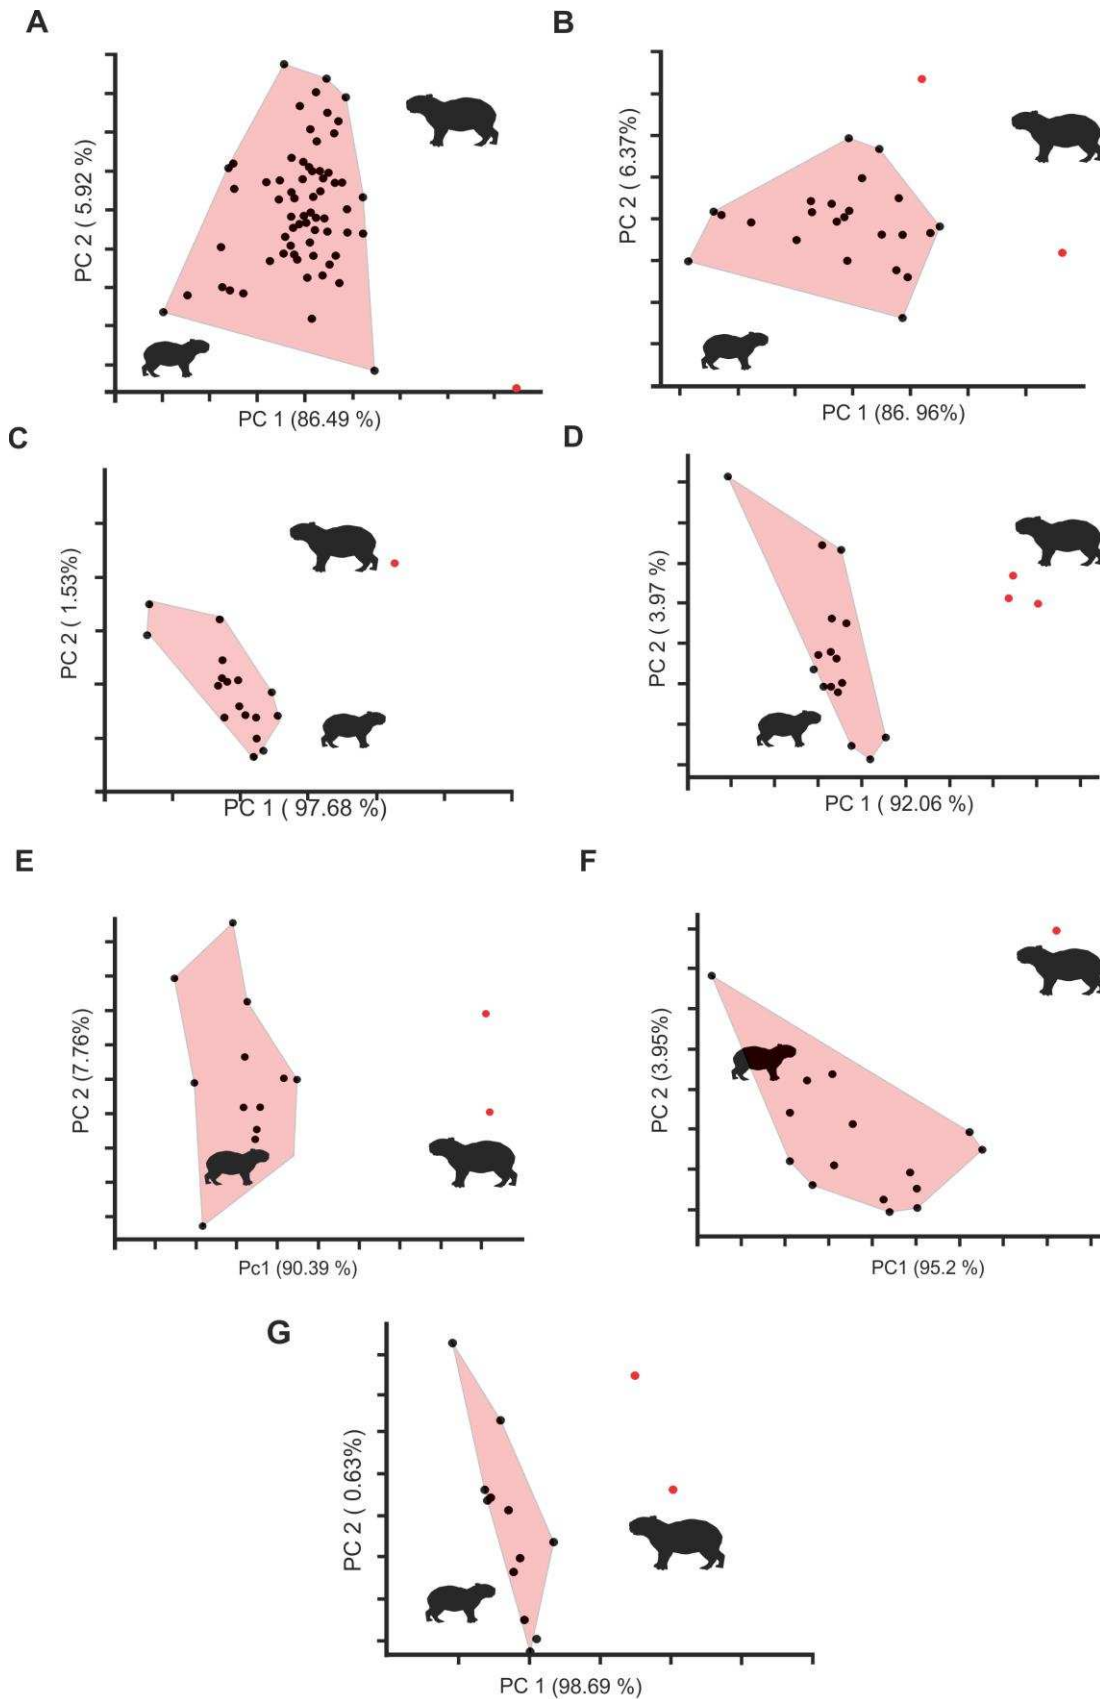 A
PC 2 ( 5.92 %)
PC 1 (86.49 %)
B
PC 2 ( 6.37%)
PC 1 (86. 96%)
C
PC 2 ( 1.53%)
PC 1 ( 97.68 %)
D
PC 2 ( 3.97 %)
PC 1 ( 92.06 %)
E
PC 2 (7.76%)
Pc1 (90.39 %)
F
PC 2 (3.95%)
PC1 (95.2 %)
G
PC 2 ( 0.63%)
PC 1 (98.69 %)